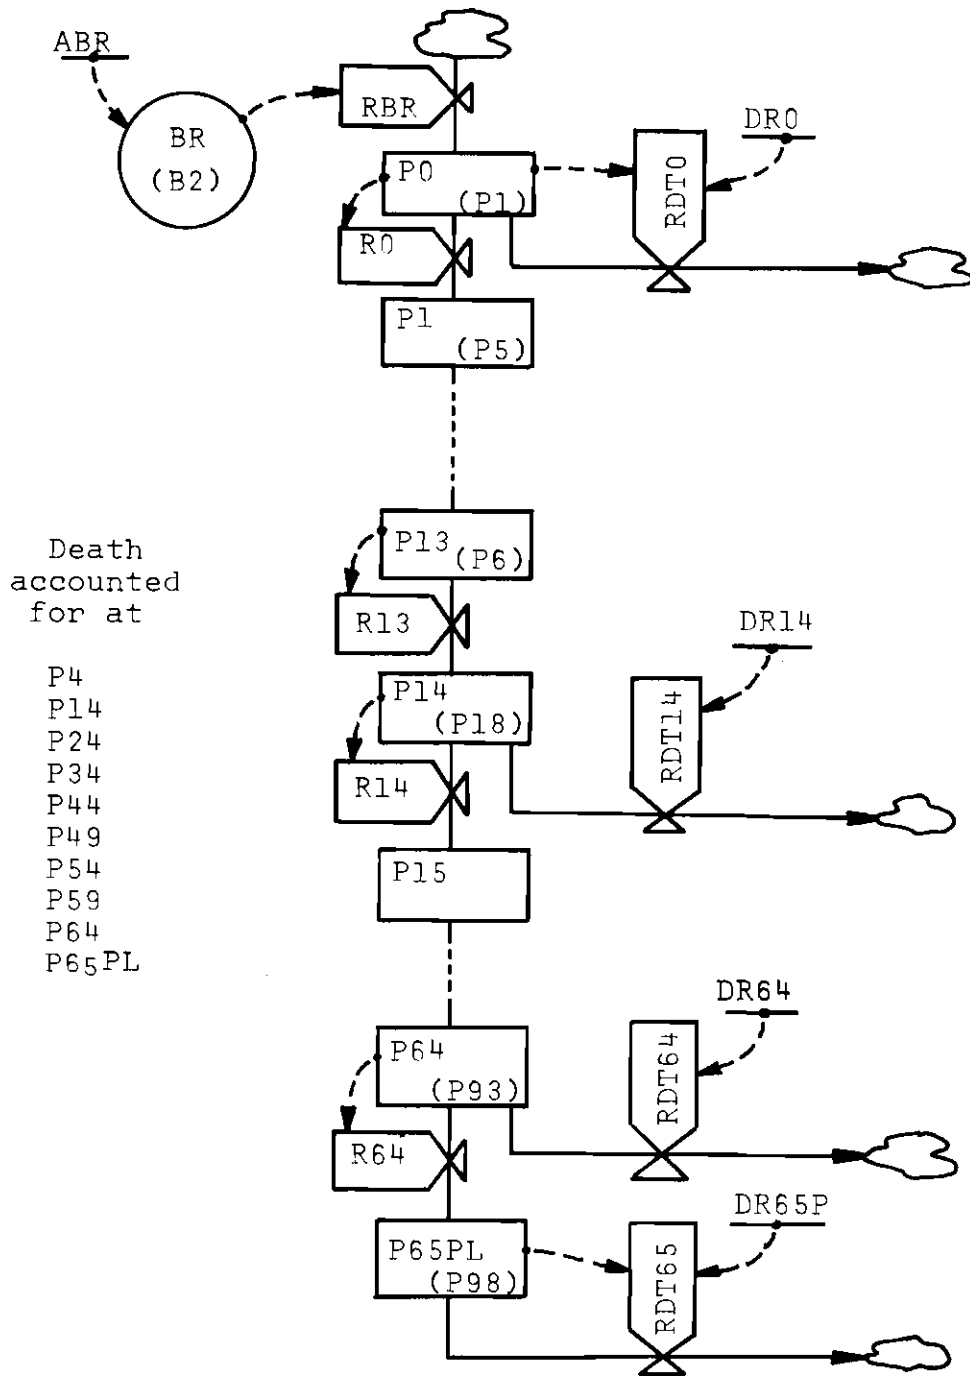 ABR
BR
(B2)
RBR
P0
(P1)
DR0
RDT0
R0
P1
(P5)
P13
(P6)
Death
accounted
for at
R13
DR14
P14
(P18)
RDT14
R14
P4
P14
P24
P34
P44
P49
P54
P59
P64
P65PL
P15
DR64
P64
(P93)
RDT64
R64
DR65P
P65PL
(P98)
RDT65